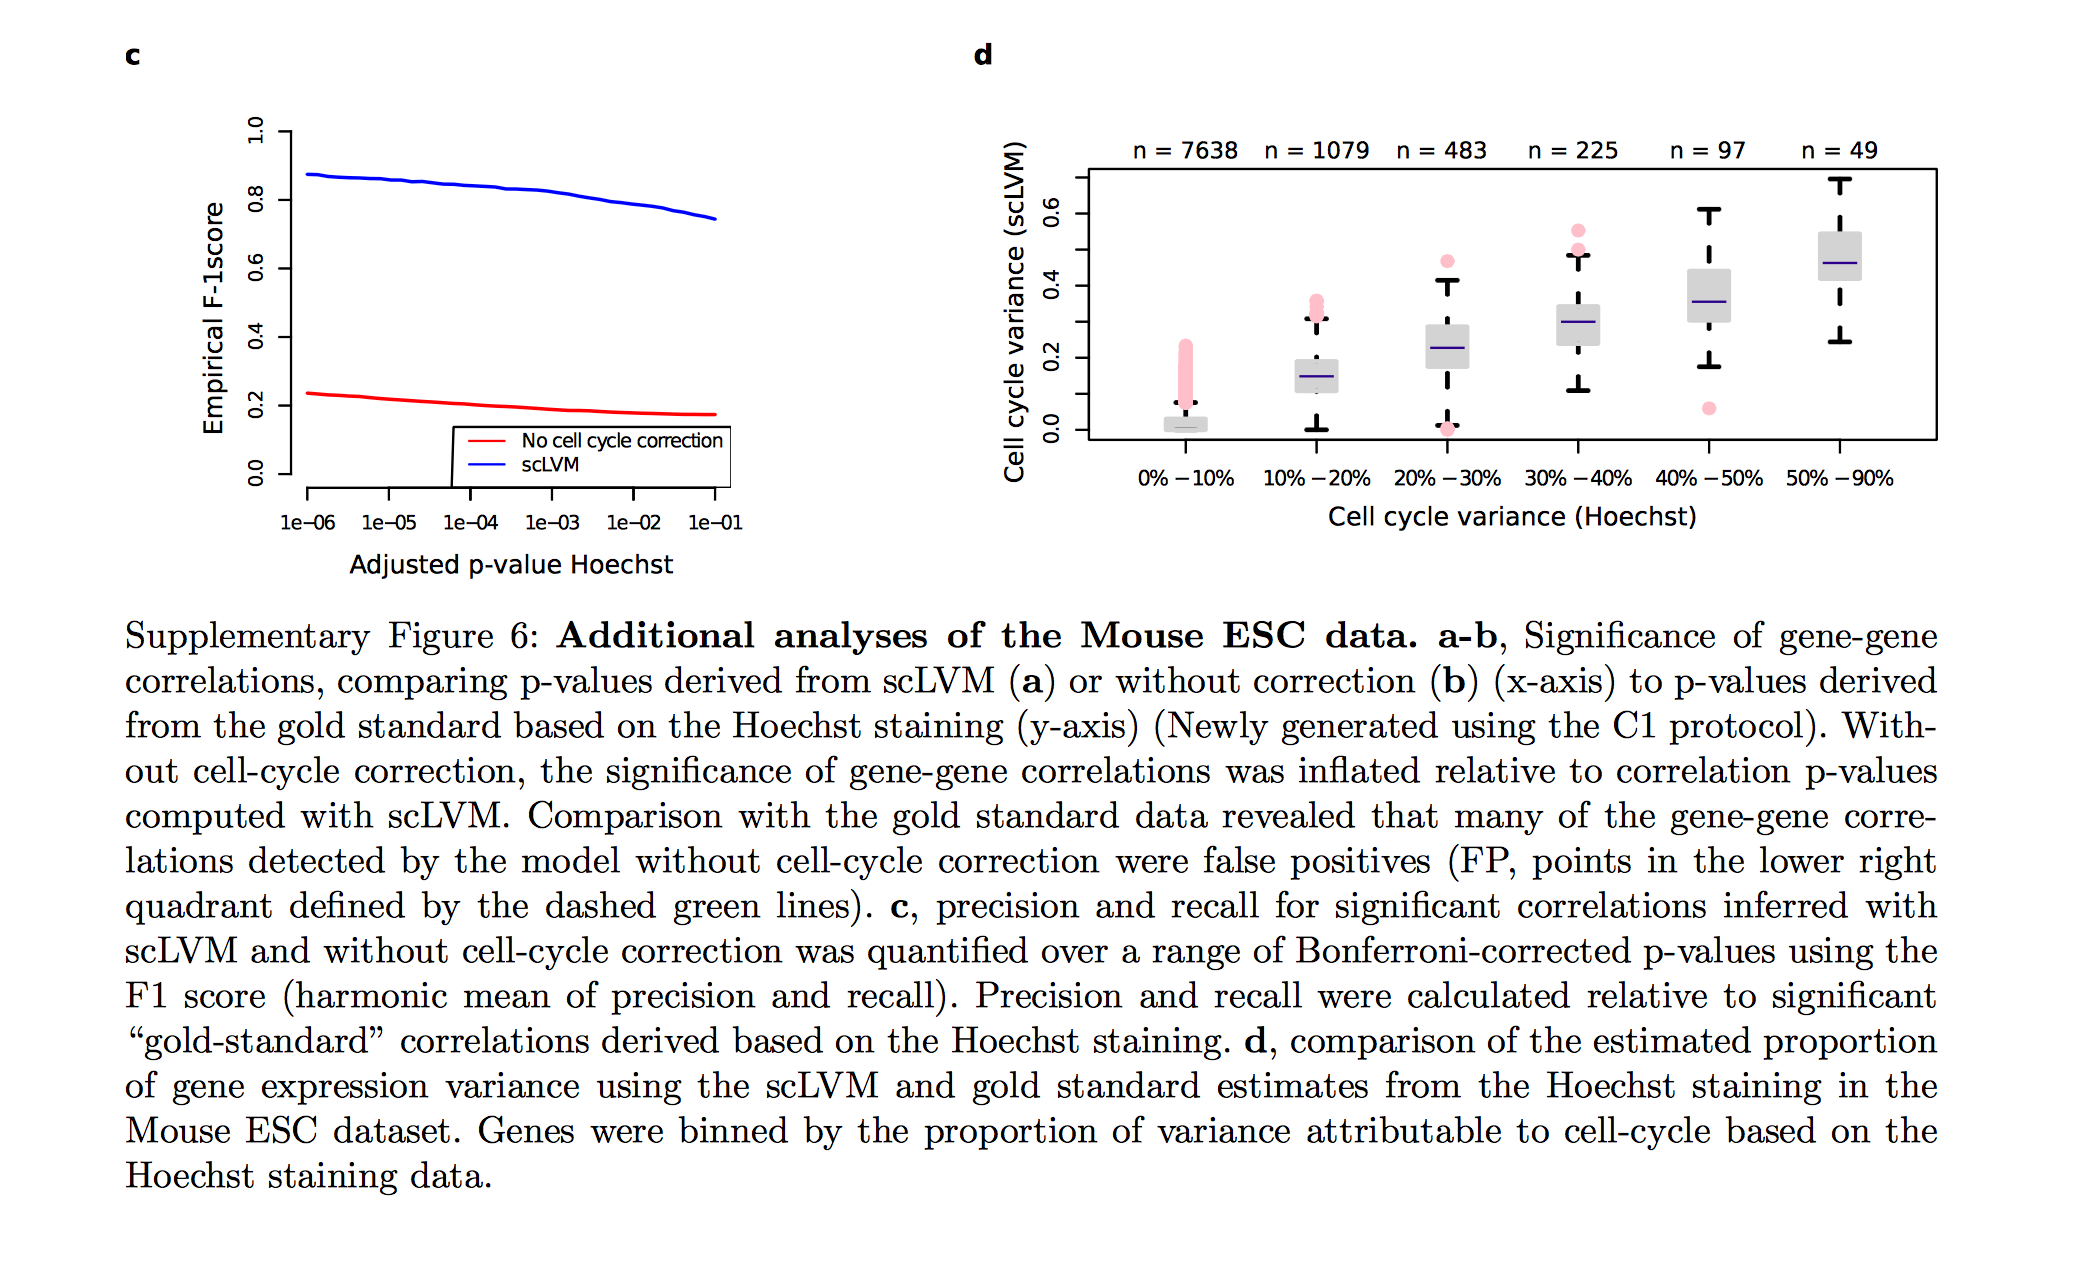 c
d
1.0
0.8
0.6
0.4
0.2
0.0
Empirical F-1score
No cell cycle correction
scLVM
1e−06 1e−05 1e−04 1e−03 1e−02 1e−01
Adjusted p-value Hoechst
n = 7638 n = 1079 n = 483 n = 225 n = 97 n = 49
Cell cycle variance (scLVM)
0.6
0.4
0.2
0.0
0% −10% 10% −20% 20% −30% 30% −40% 40% −50% 50% −90%
Cell cycle variance (Hoechst)
Supplementary Figure 6: Additional analyses of the Mouse ESC data. a-b, Significance of gene-gene
correlations, comparing p-values derived from scLVM (a) or without correction (b) (x-axis) to p-values derived
from the gold standard based on the Hoechst staining (y-axis) (Newly generated using the C1 protocol). With-
out cell-cycle correction, the significance of gene-gene correlations was inflated relative to correlation p-values
computed with scLVM. Comparison with the gold standard data revealed that many of the gene-gene corre-
lations detected by the model without cell-cycle correction were false positives (FP, points in the lower right
quadrant defined by the dashed green lines). c, precision and recall for significant correlations inferred with
scLVM and without cell-cycle correction was quantified over a range of Bonferroni-corrected p-values using the
F1 score (harmonic mean of precision and recall). Precision and recall were calculated relative to significant
“gold-standard” correlations derived based on the Hoechst staining. d, comparison of the estimated proportion
of gene expression variance using the scLVM and gold standard estimates from the Hoechst staining in the
Mouse ESC dataset. Genes were binned by the proportion of variance attributable to cell-cycle based on the
Hoechst staining data.